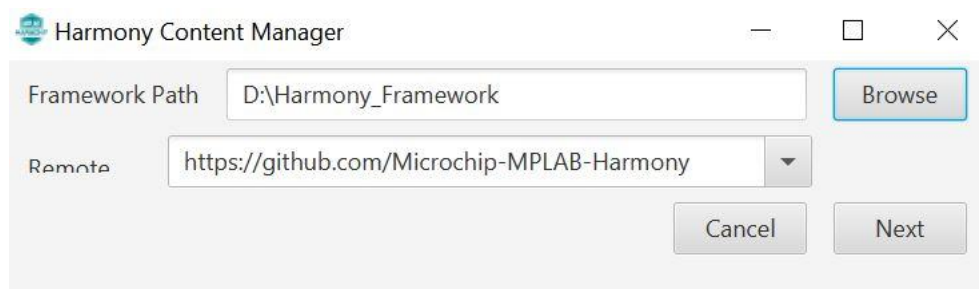 Harmony Content Manager
Framework Path D:\Harmony_Framework Browse
Remote https://github.com/Microchip-MPLAB-Harmony
Cancel Next